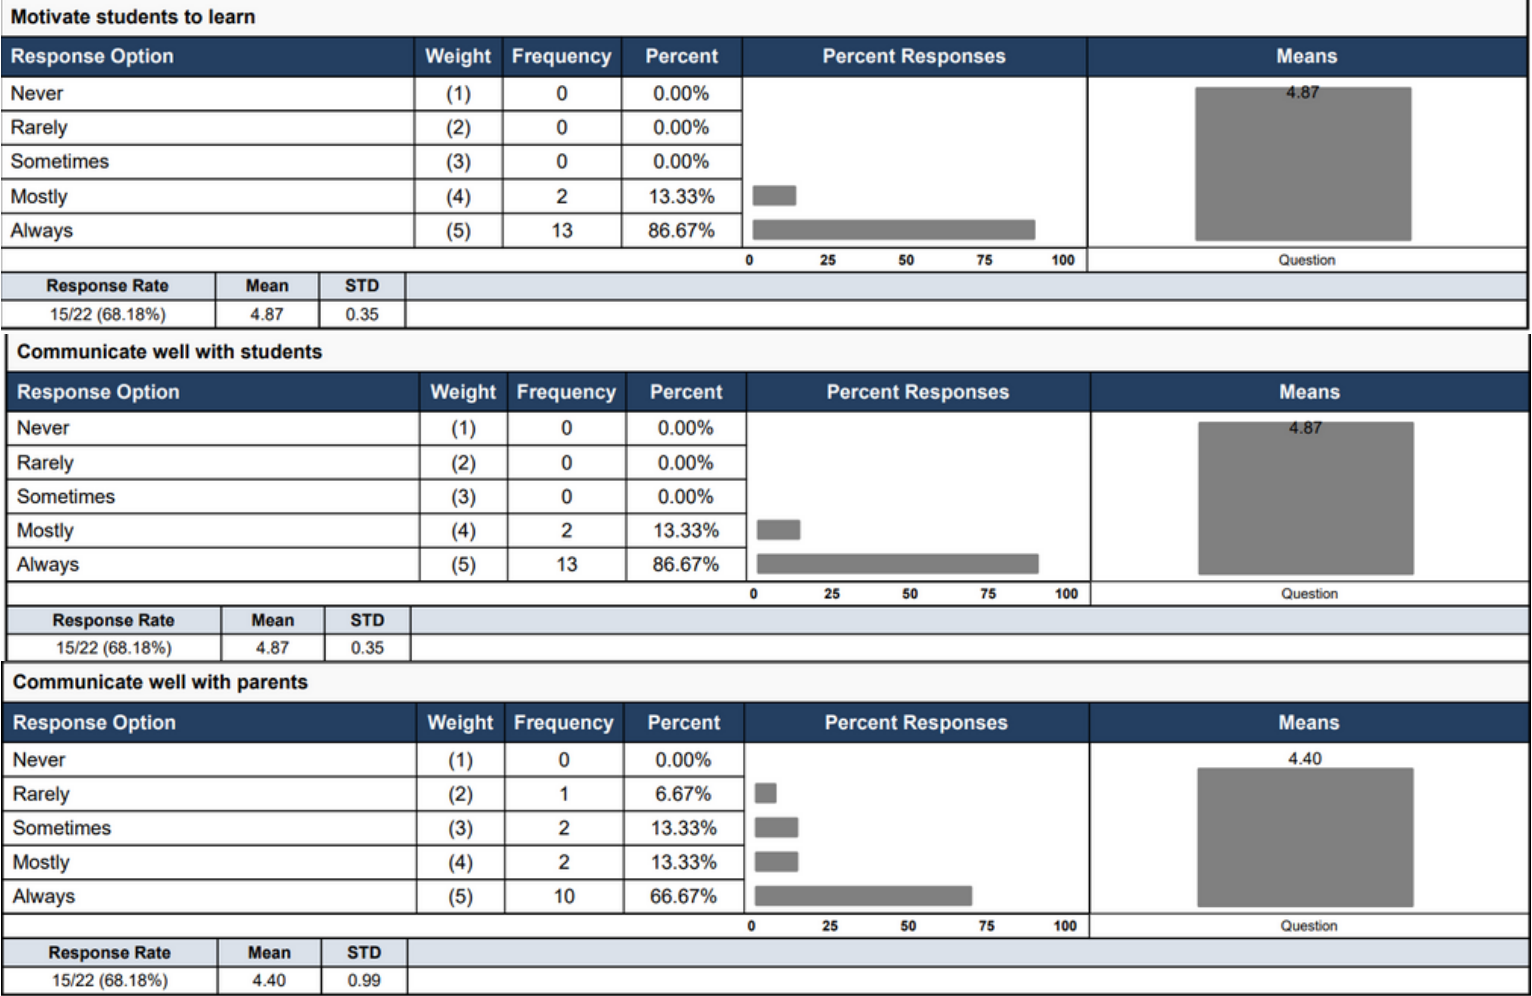 Motivate students to learn
Response Option Weight Frequency Percent Percent Responses Means
Never (1) 0 0.00% 4.87
Rarely (2) 0 0.00%
Sometimes (3) 0 0.00%
Mostly (4) 2 13.33%
Always (5) 13 86.67%
0 25 50 75 100 Question
Response Rate Mean STD
15/22 (68.18%) 4.87 0.35
Communicate well with students
Response Option Weight Frequency Percent Percent Responses Means
Never (1) 0 0.00% 4.87
Rarely (2) 0 0.00%
Sometimes (3) 0 0.00%
Mostly (4) 2 13.33%
Always (5) 13 86.67%
0 25 50 75 100 Question
Response Rate Mean STD
15/22 (68.18%) 4.87 0.35
Communicate well with parents
Response Option Weight Frequency Percent Percent Responses Means
Never (1) 0 0.00% 4.40
Rarely (2) 1 6.67%
Sometimes (3) 2 13.33%
Mostly (4) 2 13.33%
Always (5) 10 66.67%
0 25 50 75 100 Question
Response Rate Mean STD
15/22 (68.18%) 4.40 0.99